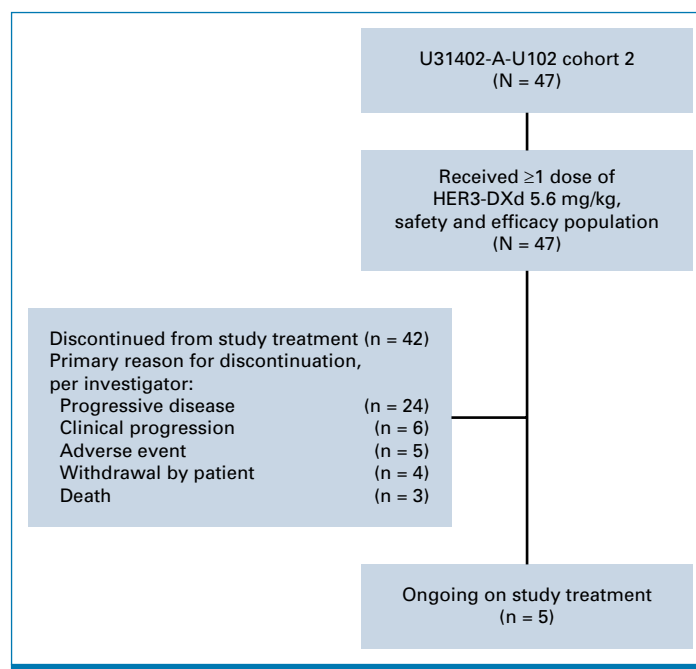 U31402-A-U102 cohort 2
(N = 47)
Received ≥1 dose of
HER3-DXd 5.6 mg/kg,
safety and efficacy population
(N = 47)
Discontinued from study treatment (n = 42)
Primary reason for discontinuation,
per investigator:
Progressive disease (n = 24)
Clinical progression (n = 6)
Adverse event (n = 5)
Withdrawal by patient (n = 4)
Death (n = 3)
Ongoing on study treatment
(n = 5)